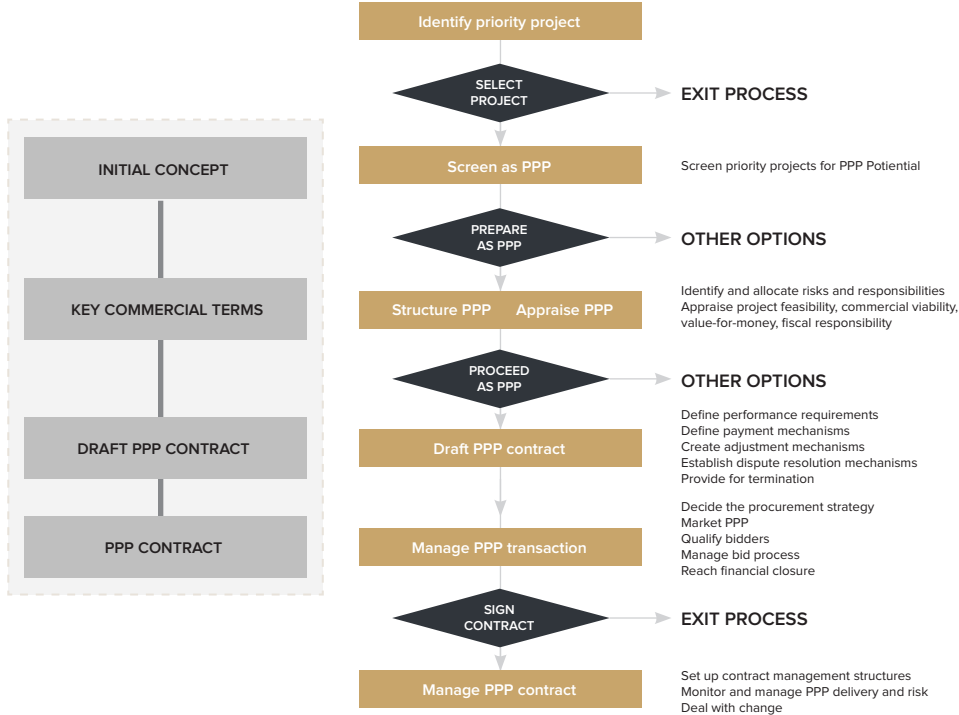 Identify priority project
SELECT
PROJECT
EXIT PROCESS
INITIAL CONCEPT
Screen as PPP
Screen priority projects for PPP Potiential
PREPARE
AS PPP
OTHER OPTIONS
KEY COMMERCIAL TERMS
Structure PPP Appraise PPP
Identify and allocate risks and responsibilities
Appraise project feasibility, commercial viability,
value-for-money, fiscal responsibility
PROCEED
AS PPP
OTHER OPTIONS
DRAFT PPP CONTRACT
Draft PPP contract
Define performance requirements
Define payment mechanisms
Create adjustment mechanisms
Establish dispute resolution mechanisms
Provide for termination
PPP CONTRACT
Manage PPP transaction
Decide the procurement strategy
Market PPP
Qualify bidders
Manage bid process
Reach financial closure
SIGN
CONTRACT
EXIT PROCESS
Manage PPP contract
Set up contract management structures
Monitor and manage PPP delivery and risk
Deal with change